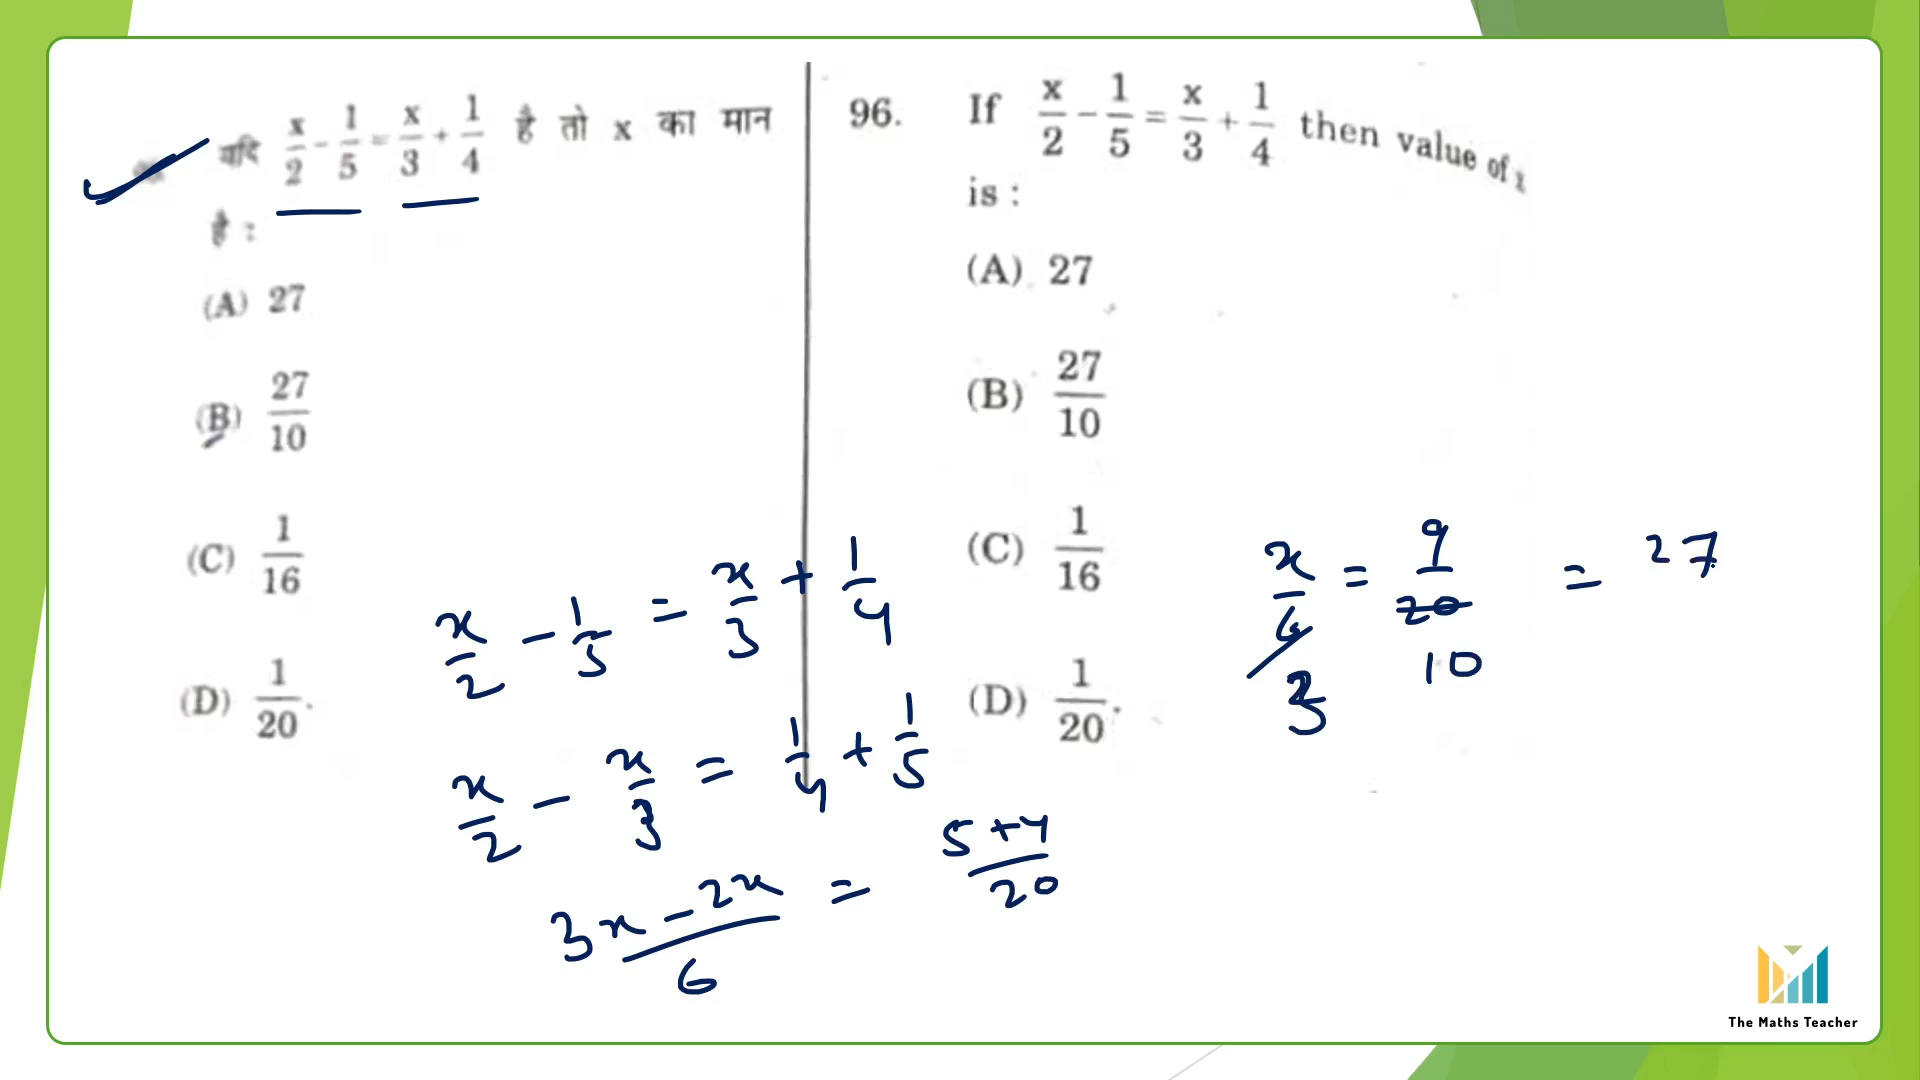 यदि x/2 - 1/5 = x/3 + 1/4 है तो x का मान
है :
(A) 27
(B) 27/10
(C) 1/16
(D) 1/20.
96. If x/2 - 1/5 = x/3 + 1/4 then value of x
is :
(A) 27
(B) 27/10
(C) 1/16
(D) 1/20.
x/2 - 1/5 = x/3 + 1/4
x/2 - x/3 = 1/4 + 1/5
3x - 2x/6 = 5+4/20
x/6 = 9/20 = 27
3 10
The Maths Teacher